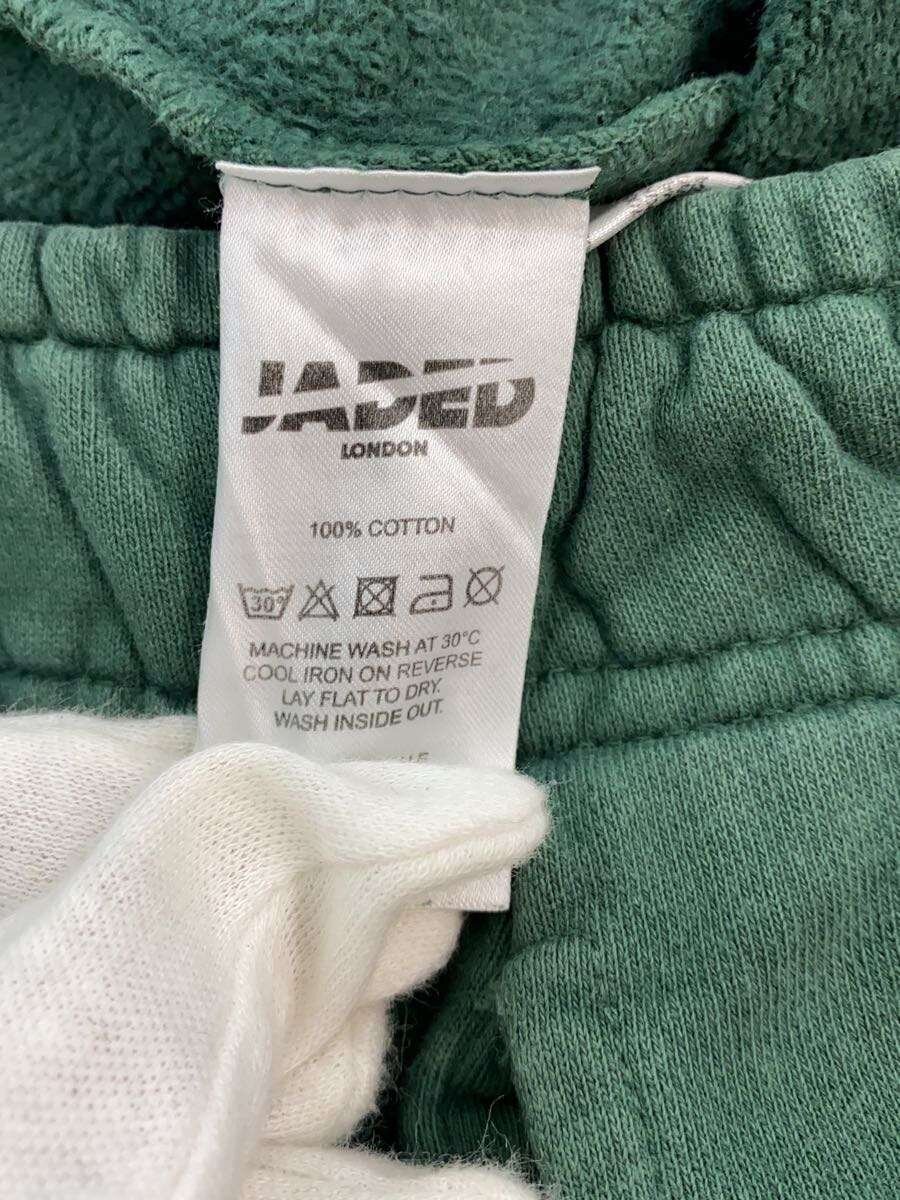 JADED
LONDON
100% COTTON
30°
MACHINE WASH AT 30°C
COOL IRON ON REVERSE
LAY FLAT TO DRY.
WASH INSIDE OUT.